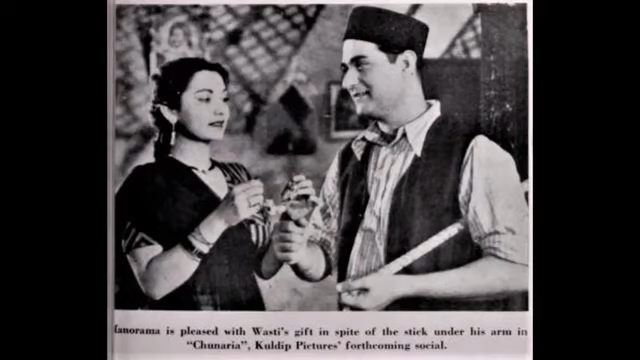 Manorama is pleased with Wasti's gift in spite of the stick under his arm in
"Chunaria", Kuldip Pictures' forthcoming social.